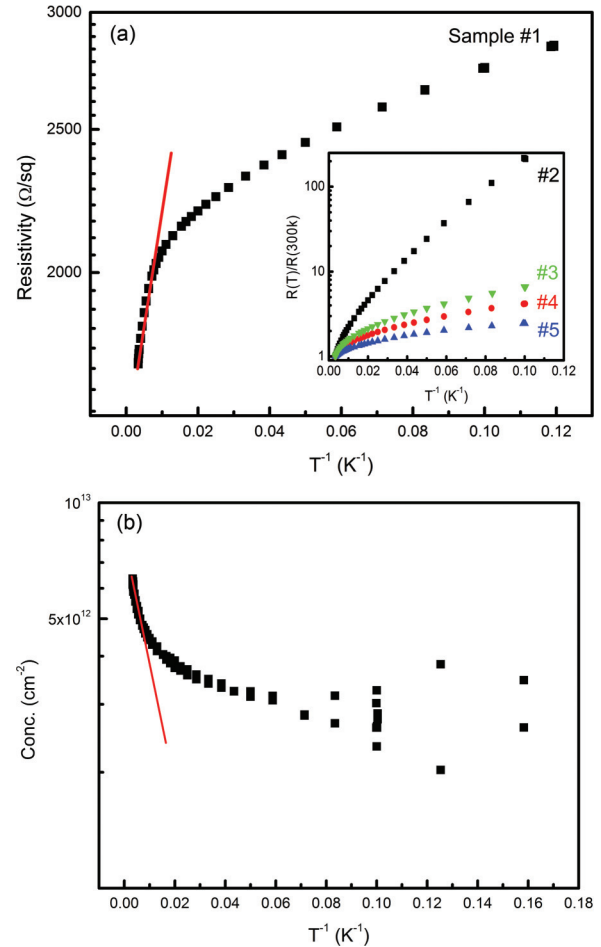 (a)
Sample #1
3000
2500
2000
Resistivity (Ω/sq)
0.00 0.02 0.04 0.06 0.08 0.10 0.12
T⁻¹ (K⁻¹)
#2
#3
#4
#5
100
10
1
R(T)/R(300k)
0.00 0.02 0.04 0.06 0.08 0.10 0.12
T⁻¹ (K⁻¹)
(b)
10¹³
5x10¹²
Conc. (cm⁻²)
0.00 0.02 0.04 0.06 0.08 0.10 0.12 0.14 0.16 0.18
T⁻¹ (K⁻¹)